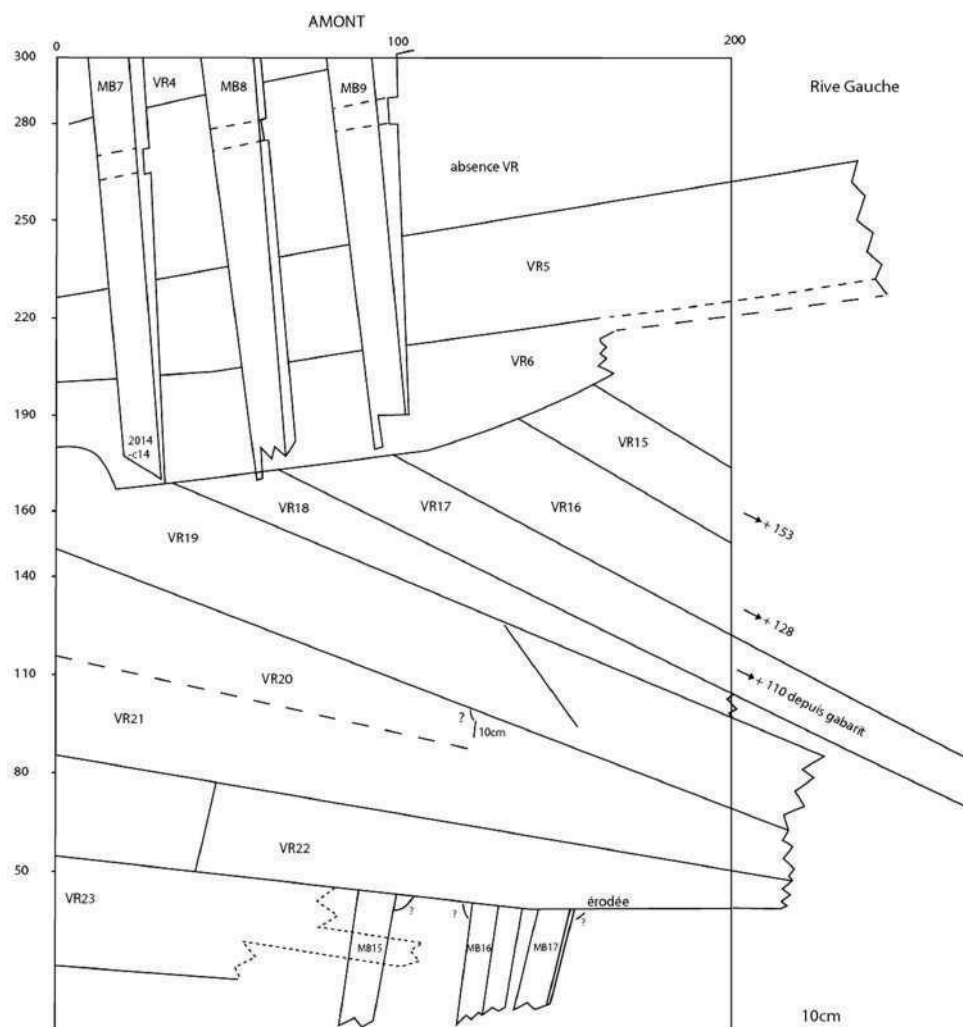 AMONT
0 100 200
300
MB7 VR4 MB8 MB9
Rive Gauche
280
absence VR
250
VR5
220
VR6
190
2014
-c14
VR15
VR18 VR17 VR16
160
+ 153
VR19
140
+ 128
110
VR20
+ 110 depuis gabarit
VR21
?
10cm
80
VR22
50
VR23
érodée
? ? ?
MB15 MB16 MB17
10cm